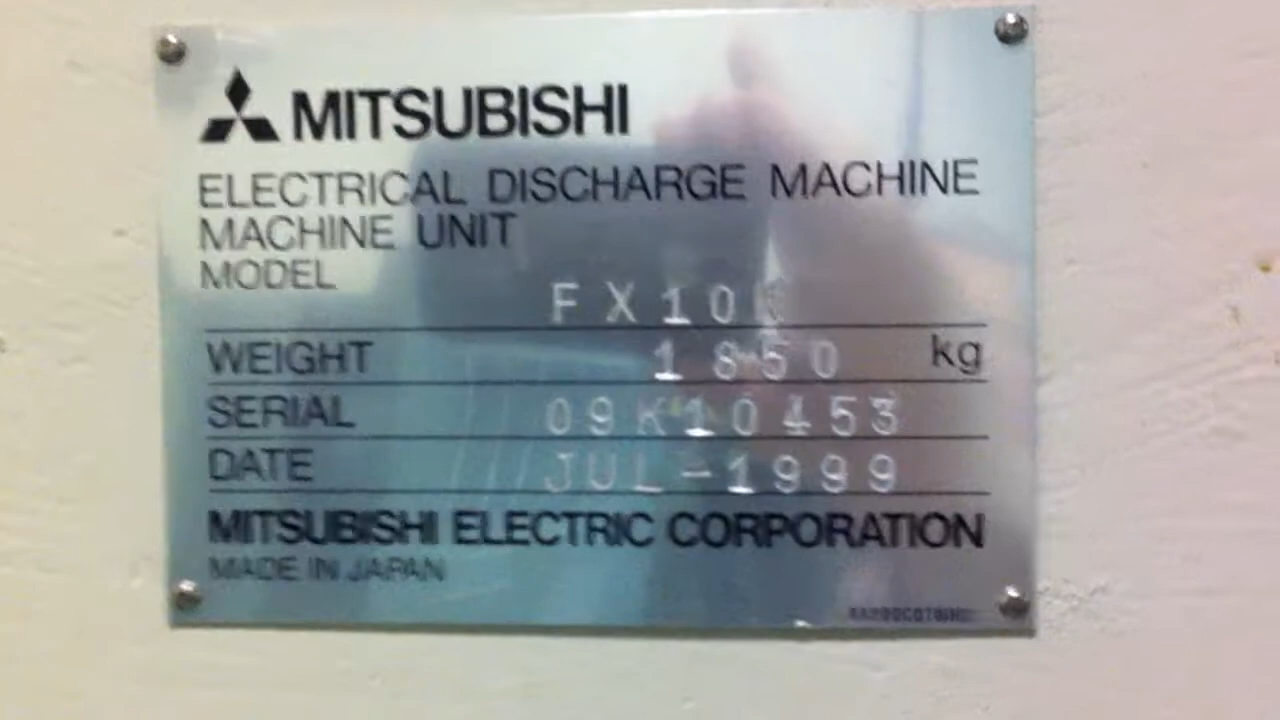 MITSUBISHI
ELECTRICAL DISCHARGE MACHINE
MACHINE UNIT
MODEL
WEIGHT 1850 kg
SERIAL 09K10453
DATE JUL-1999
MITSUBISHI ELECTRIC CORPORATION
MADE IN JAPAN